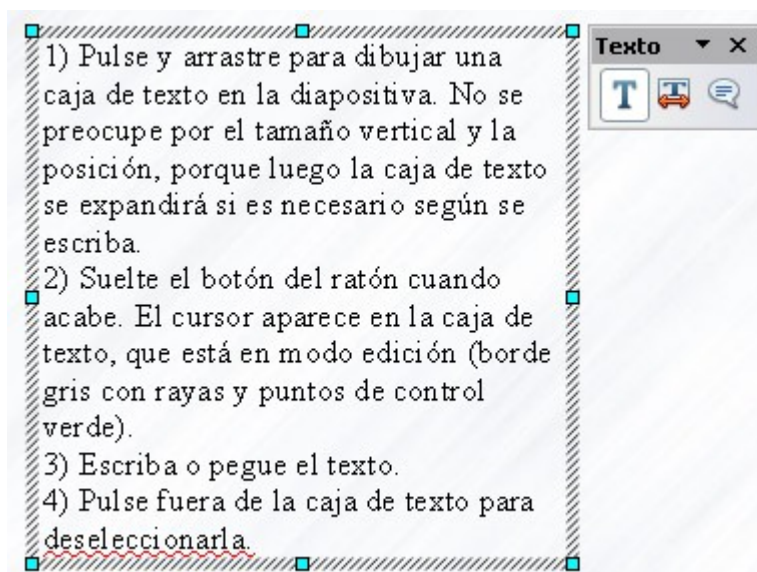 1) Pulse y arrastre para dibujar una
caja de texto en la diapositiva. No se
preocupe por el tamaño vertical y la
posición, porque luego la caja de texto
se expandirá si es necesario según se
escriba.
2) Suelte el botón del ratón cuando
acabe. El cursor aparece en la caja de
texto, que está en modo edición (borde
gris con rayas y puntos de control
verde).
3) Escriba o pegue el texto.
4) Pulse fuera de la caja de texto para
deseleccionarla.
Texto
T T